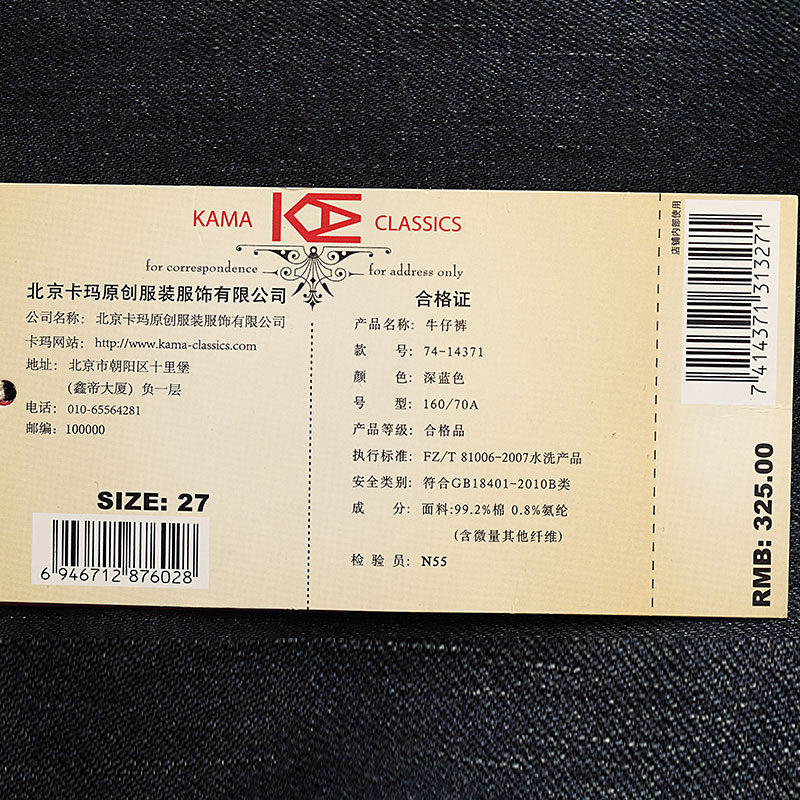 KAMA KA CLASSICS
for correspondence
for address only
北京卡玛原创服装服饰有限公司
公司名称: 北京卡玛原创服装服饰有限公司
卡玛网站: http://www.kama-classics.com
地址: 北京市朝阳区十里堡
(鑫帝大厦) 负一层
电话: 010-65564281
邮编: 100000
SIZE: 27
6 946712 876028
合格证
产品名称: 牛仔裤
款 号: 74-14371
颜 色: 深蓝色
号 型: 160/70A
产品等级: 合格品
执行标准: FZ/T 81006-2007水洗产品
安全类别: 符合GB18401-2010B类
成 分: 面料:99.2%棉 0.8%氨纶
(含微量其他纤维)
检 验 员: N55
店铺内部使用
7 414371 313271
RMB: 325.00